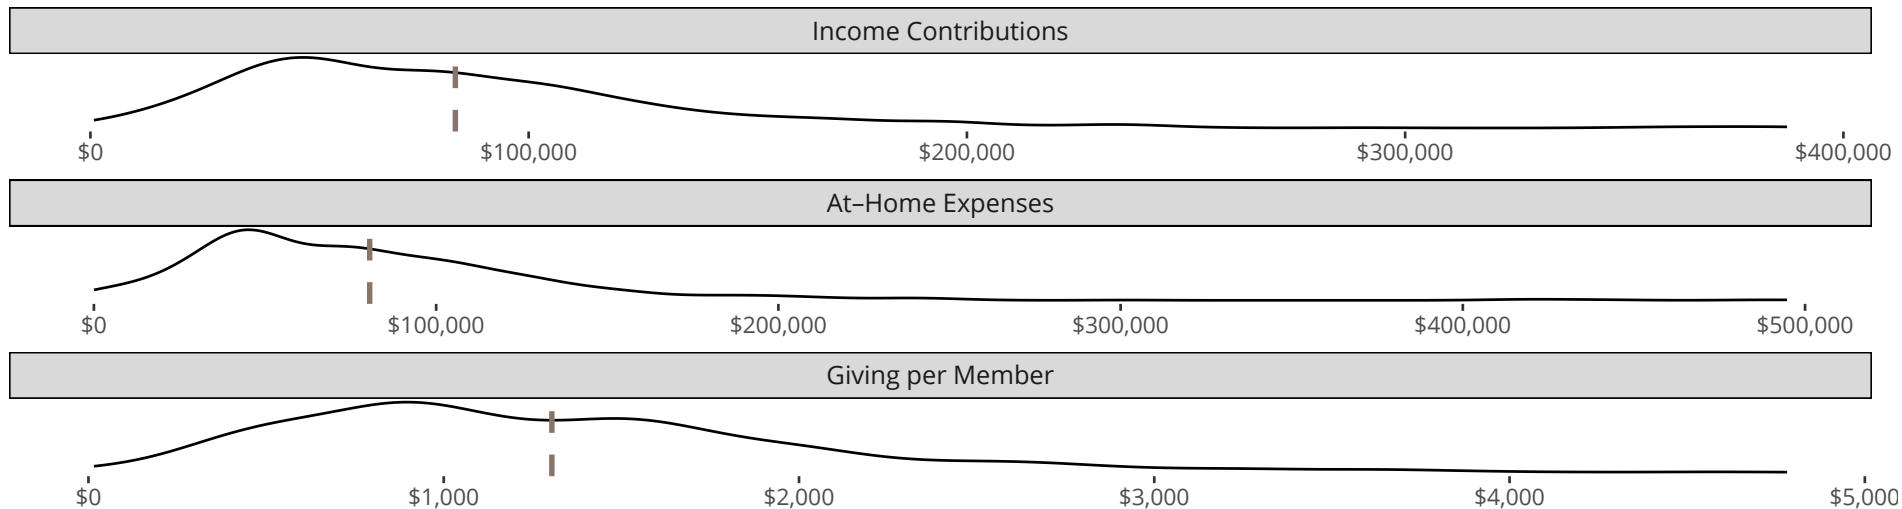 Income Contributions
$0 $100,000 $200,000 $300,000 $400,000
At–Home Expenses
$0 $100,000 $200,000 $300,000 $400,000 $500,000
Giving per Member
$0 $1,000 $2,000 $3,000 $4,000 $5,000